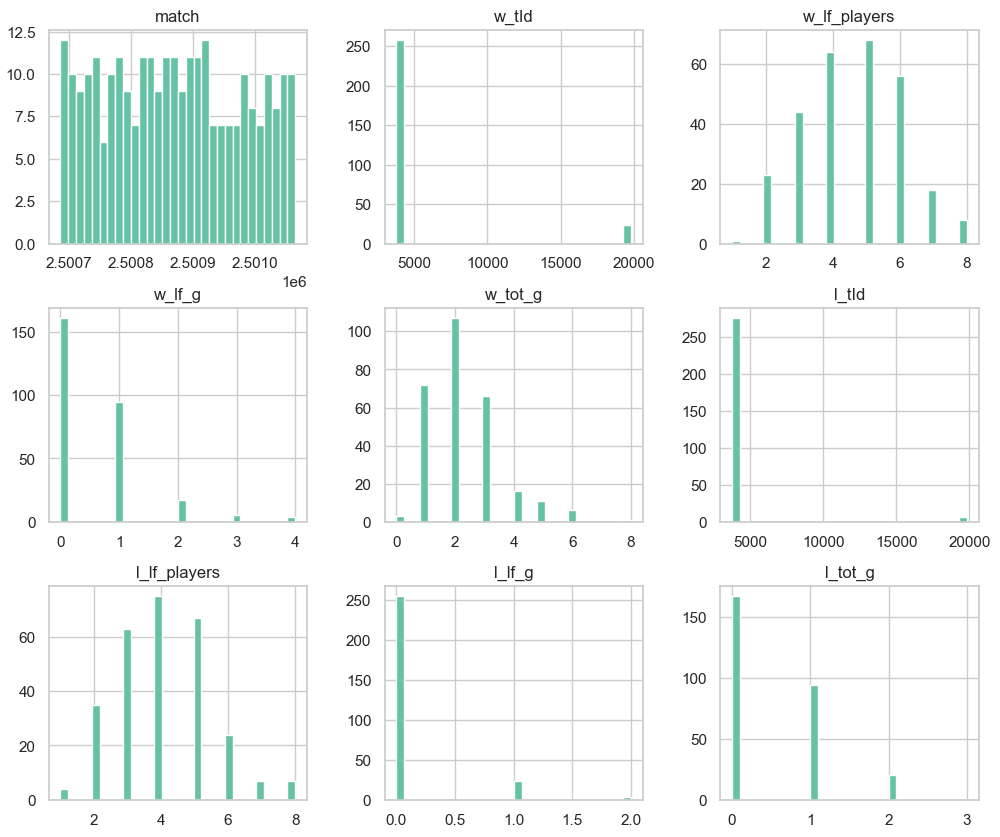 match
12.5
10.0
7.5
5.0
2.5
0.0
2.5007 2.5008 2.5009 2.5010
1e6
w_tId
250
200
150
100
50
0
5000 10000 15000 20000
w_lf_players
60
40
20
0
2 4 6 8
w_lf_g
150
100
50
0
0 1 2 3 4
w_tot_g
100
80
60
40
20
0
0 2 4 6 8
l_tId
250
200
150
100
50
0
5000 10000 15000 20000
l_lf_players
60
40
20
0
2 4 6 8
l_lf_g
250
200
150
100
50
0
0.0 0.5 1.0 1.5 2.0
l_tot_g
150
100
50
0
0 1 2 3